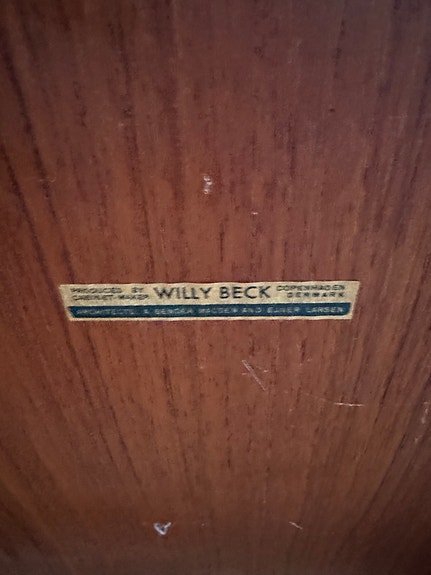 PRODUCED BY
CABINET-MAKER
WILLY BECK
COPENHAGEN
DENMARK
ARCHITECTS A BENDER MADSEN AND EJNER LARSEN